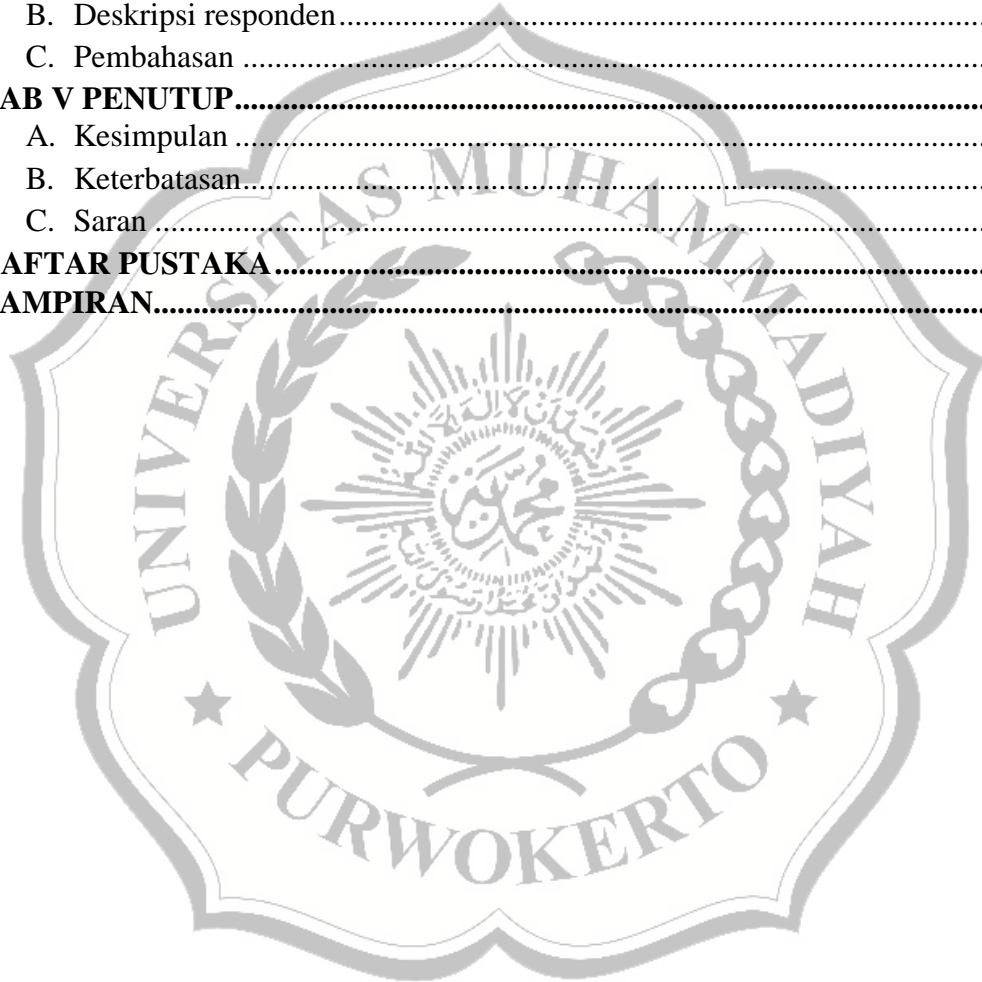 B. Deskripsi responden..........................................................................................
C. Pembahasan ......................................................................................................
AB V PENUTUP..............................................................................................
A. Kesimpulan .......................................................................................................
B. Keterbatasan......................................................................................................
C. Saran .................................................................................................................
AFTAR PUSTAKA.........................................................................................
AMPIRAN........................................................................................................
UNIVERSITAS MUHAMMADIYAH
★ PURWOKERTO ★